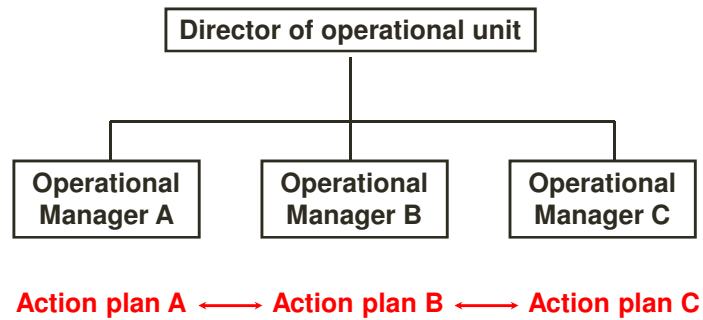 Director of operational unit
Operational
Manager A
Operational
Manager B
Operational
Manager C
Action plan A
Action plan B
Action plan C